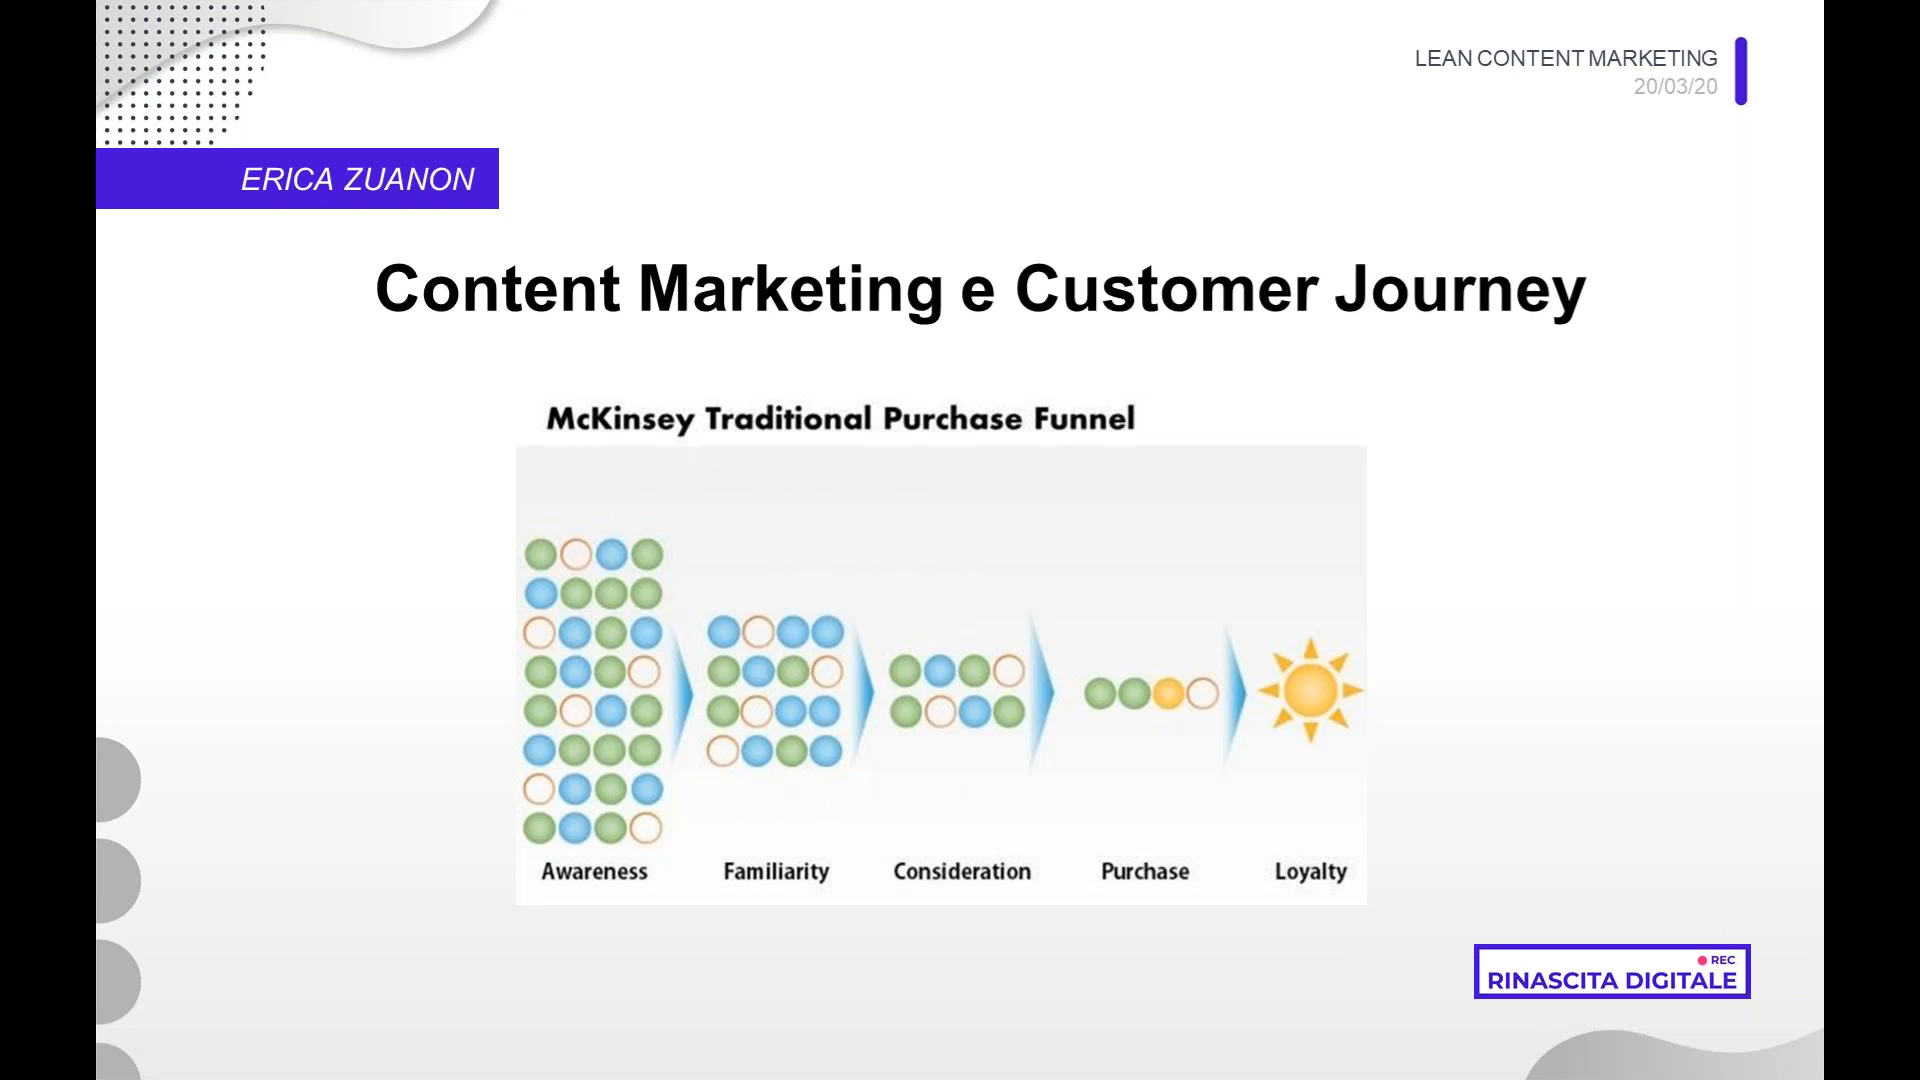 LEAN CONTENT MARKETING
20/03/20
ERICA ZUANON
Content Marketing e Customer Journey
McKinsey Traditional Purchase Funnel
Awareness Familiarity Consideration Purchase Loyalty
REC
RINASCITA DIGITALE